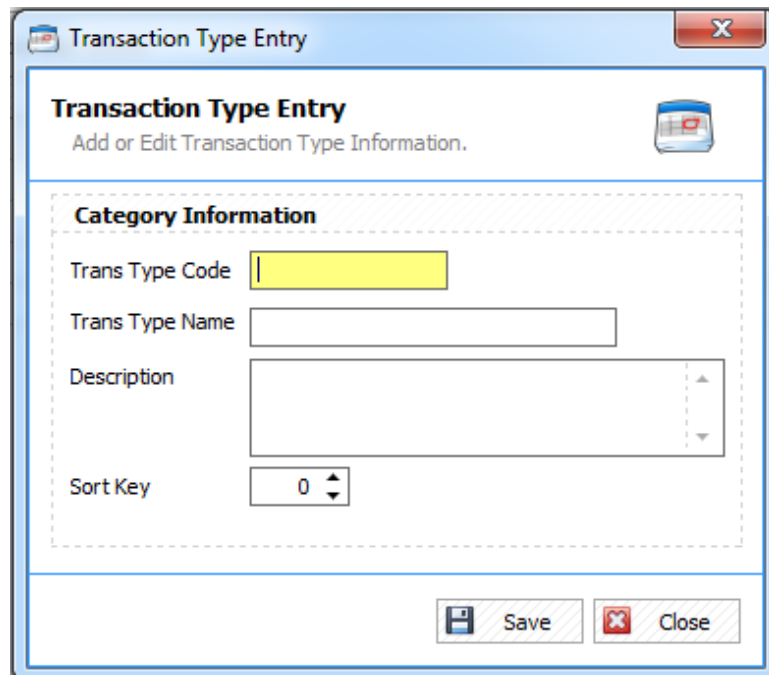 Transaction Type Entry
Transaction Type Entry
Add or Edit Transaction Type Information.
Category Information
Trans Type Code
Trans Type Name
Description
Sort Key 0
Save Close